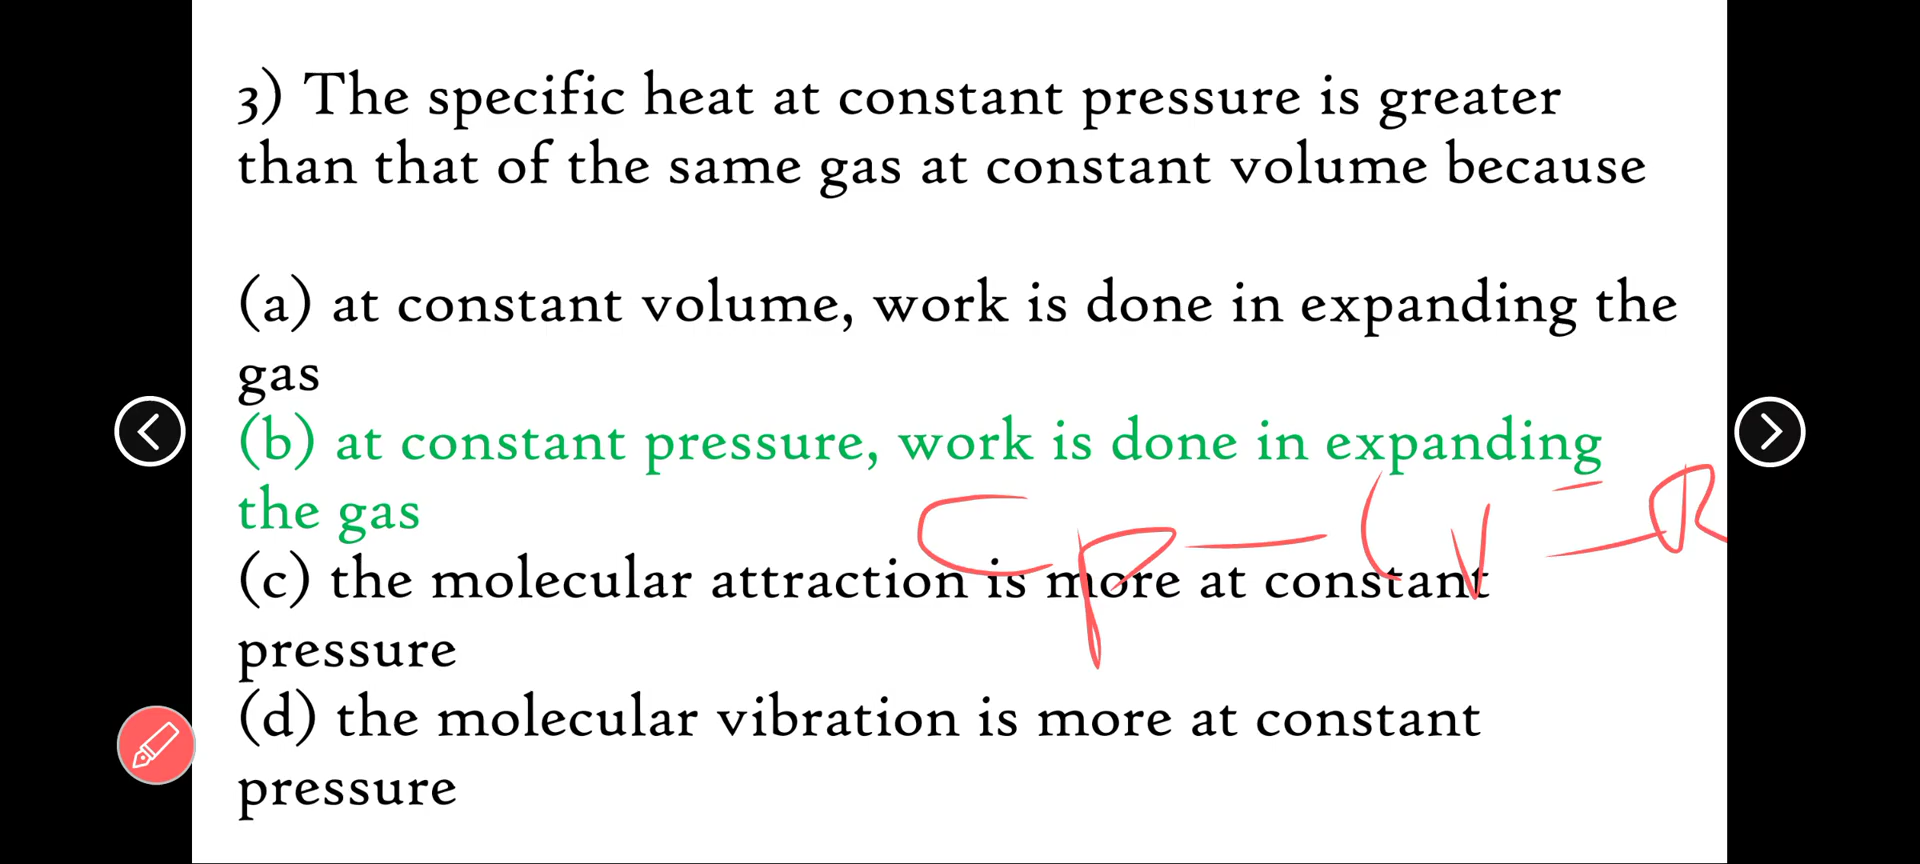 3) The specific heat at constant pressure is greater
than that of the same gas at constant volume because
(a) at constant volume, work is done in expanding the
gas
(b) at constant pressure, work is done in expanding
the gas
Cp - Cv = R
(c) the molecular attraction is more at constant
pressure
(d) the molecular vibration is more at constant
pressure